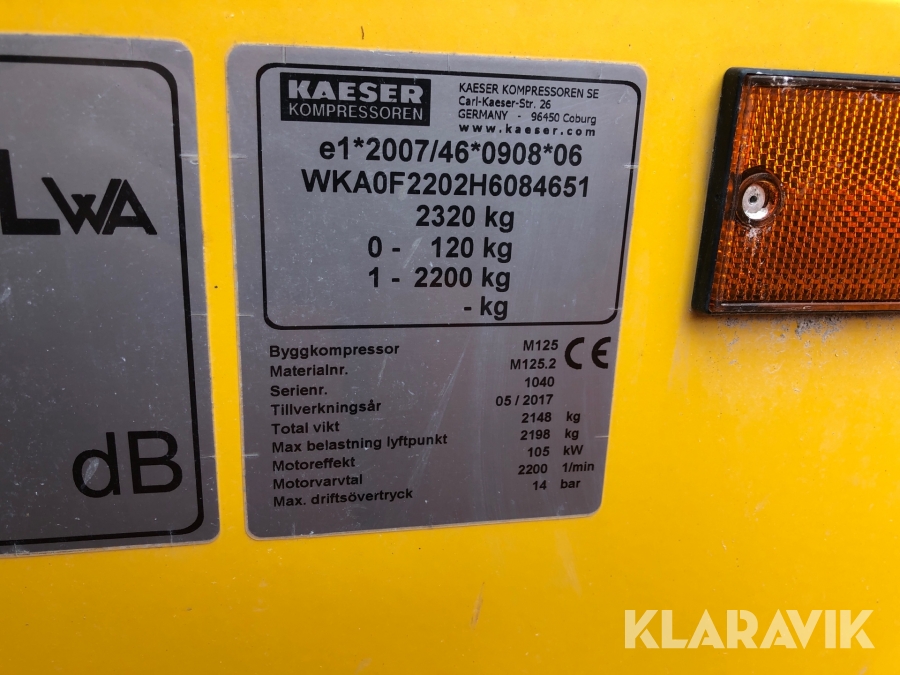 LWA
dB
KAESER
KOMPRESSOREN
KAESER KOMPRESSOREN SE
Carl-Kaeser-Str. 26
GERMANY - 96450 Coburg
www.kaeser.com
e1*2007/46*0908*06
WKA0F2202H6084651
2320 kg
0 - 120 kg
1 - 2200 kg
- kg
Byggkompressor M125
Materialnr. M125.2
Serienr. 1040
Tillverkningsår 05 / 2017
Total vikt 2148 kg
Max belastning lyftpunkt 2198 kg
Motoreffekt 105 kW
Motorvarvtal 2200 1/min
Max. driftsövertryck 14 bar
CE
KLARAVIK